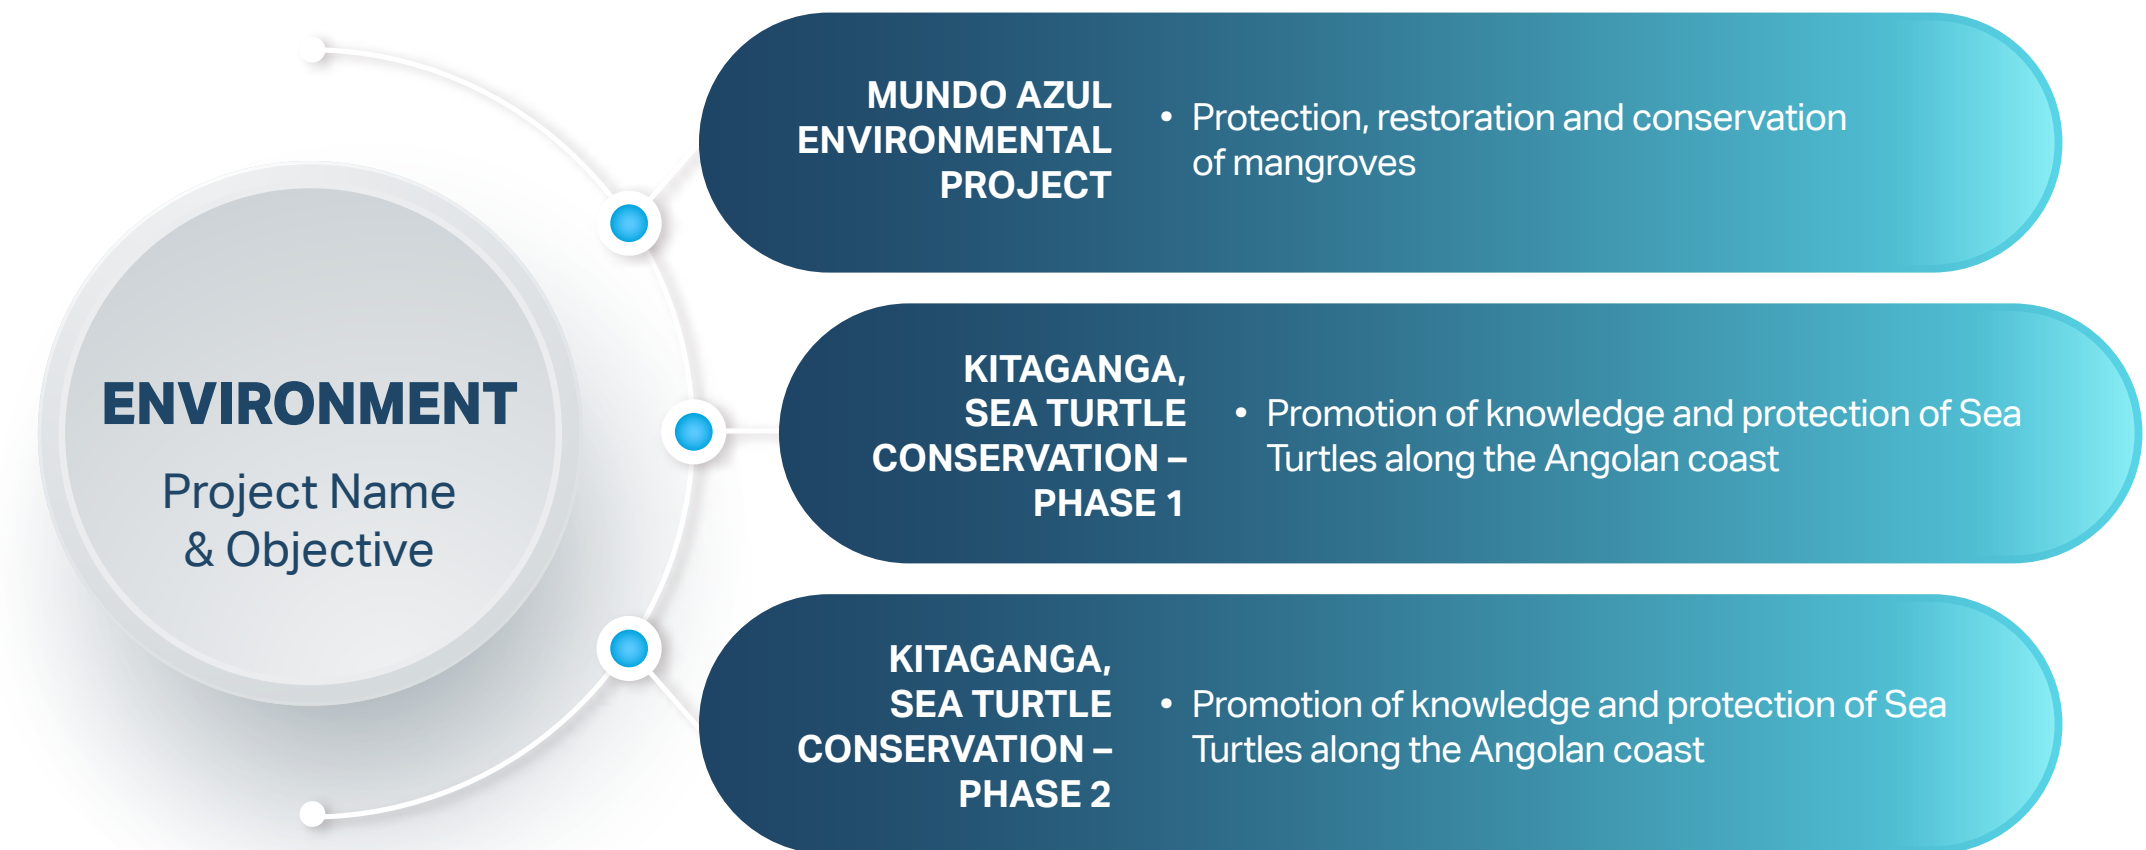 ENVIRONMENT
Project Name
& Objective
MUNDO AZUL
ENVIRONMENTAL
PROJECT
• Protection, restoration and conservation
of mangroves
KITAGANGA,
SEA TURTLE
CONSERVATION –
PHASE 1
• Promotion of knowledge and protection of Sea
Turtles along the Angolan coast
KITAGANGA,
SEA TURTLE
CONSERVATION –
PHASE 2
• Promotion of knowledge and protection of Sea
Turtles along the Angolan coast